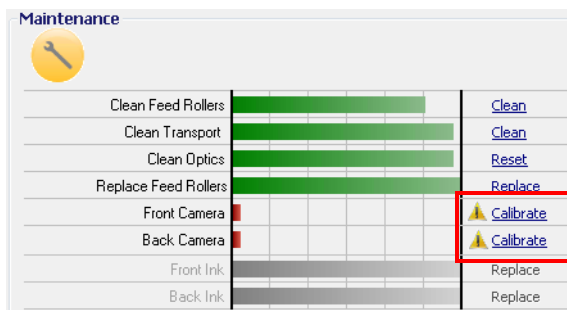 Maintenance
Clean Feed Rollers Clean
Clean Transport Clean
Clean Optics Reset
Replace Feed Rollers Replace
Front Camera Calibrate
Back Camera Calibrate
Front Ink Replace
Back Ink Replace